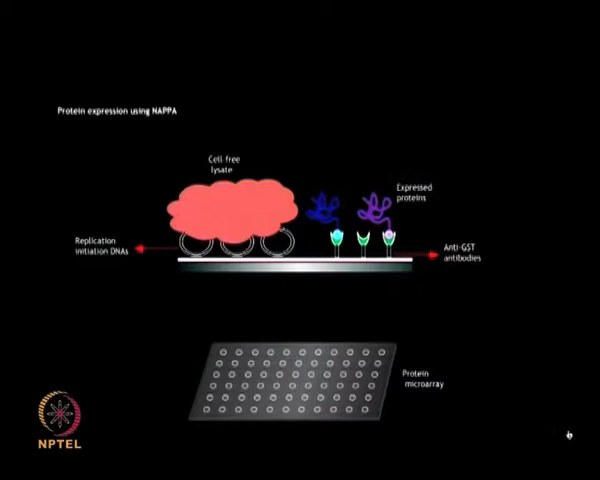 Protein expression using NAPPA
Cell free
lysate
Expressed
proteins
Replication
initiation DNAs
Anti-GST
antibodies
Protein
microarray
NPTEL